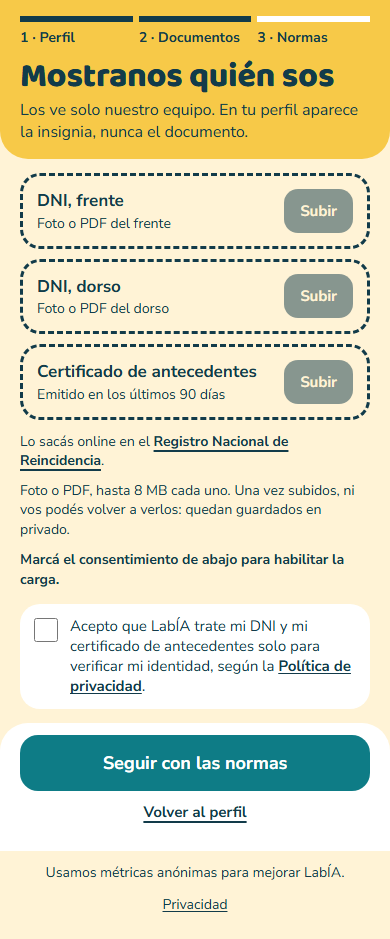 1 · Perfil
2 · Documentos
3 · Normas
Mostranos quién sos
Los ve solo nuestro equipo. En tu perfil aparece
la insignia, nunca el documento.
DNI, frente
Foto o PDF del frente
Subir
DNI, dorso
Foto o PDF del dorso
Subir
Certificado de antecedentes
Emitido en los últimos 90 días
Subir
Lo sacás online en el Registro Nacional de
Reincidencia.
Foto o PDF, hasta 8 MB cada uno. Una vez subidos, ni
vos podés volver a verlos: quedan guardados en
privado.
Marcá el consentimiento de abajo para habilitar la
carga.
Acepto que LabÍA trate mi DNI y mi
certificado de antecedentes solo para
verificar mi identidad, según la Política de
privacidad.
Seguir con las normas
Volver al perfil
Usamos métricas anónimas para mejorar LabÍA.
Privacidad